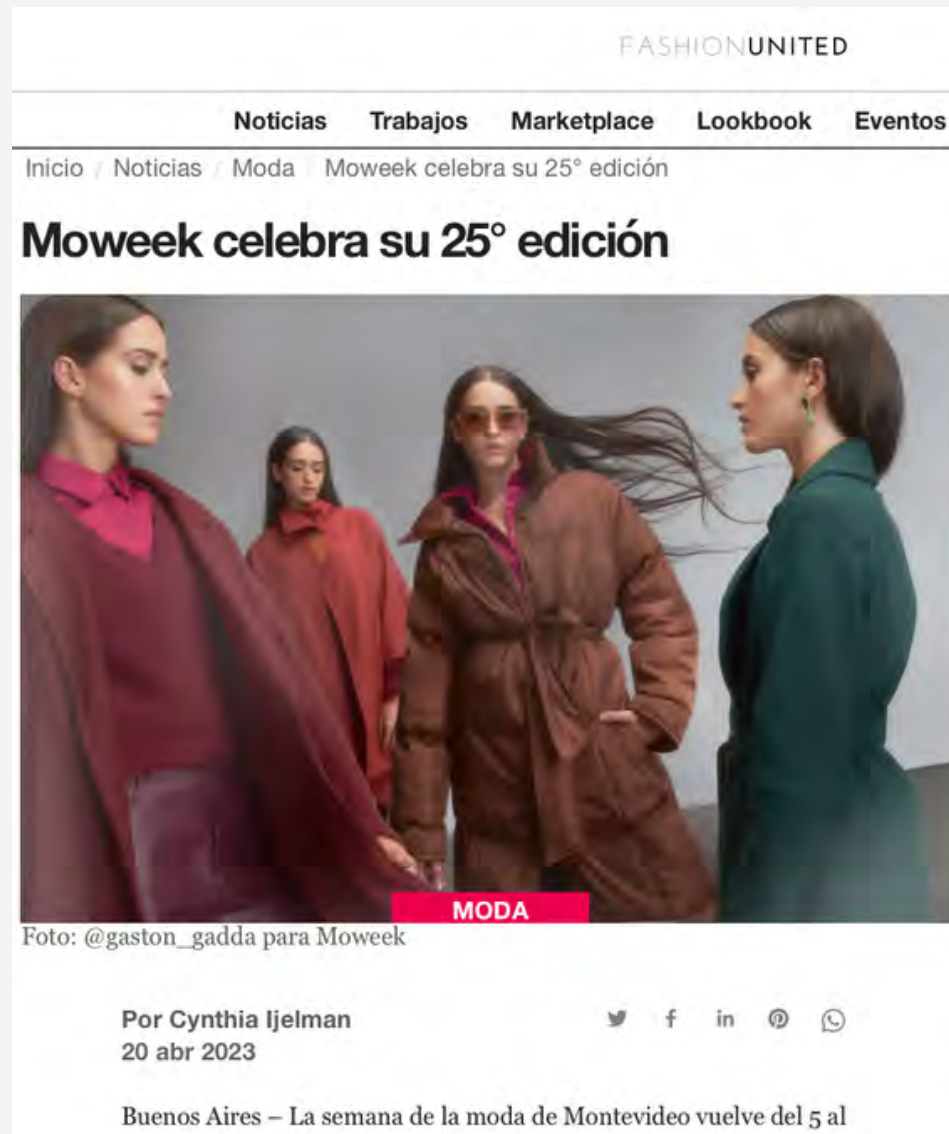 FASHIONUNITED
Noticias Trabajos Marketplace Lookbook Eventos
Inicio / Noticias / Moda / Moweek celebra su 25° edición
Moweek celebra su 25° edición
MODA
Foto: @gaston_gadda para Moweek
Por Cynthia Ijelman
20 abr 2023
Buenos Aires – La semana de la moda de Montevideo vuelve del 5 al